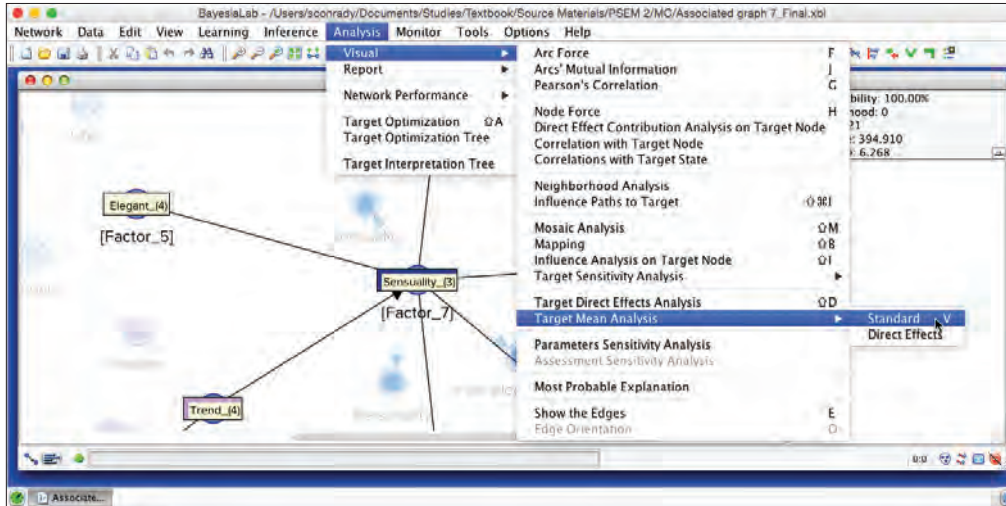 BayesiaLab - /Users/sconrady/Documents/Studies/Textbook/Source Materials/PSEM 2/MC/Associated graph 7_Final.xbl
Network Data Edit View Learning Inference Analysis Monitor Tools Options Help
Visual
Report
Network Performance
Target Optimization ⇧A
Target Optimization Tree
Target Interpretation Tree
Arc Force F
Arcs' Mutual Information J
Pearson's Correlation G
Node Force H
Direct Effect Contribution Analysis on Target Node
Correlation with Target Node
Correlations with Target State
Neighborhood Analysis
Influence Paths to Target ⇧⌘I
Mosaic Analysis ⇧M
Mapping ⇧B
Influence Analysis on Target Node ⇧I
Target Sensitivity Analysis
Target Direct Effects Analysis ⇧D
Target Mean Analysis
Parameters Sensitivity Analysis
Assessment Sensitivity Analysis
Most Probable Explanation
Show the Edges E
Edge Orientation O
Standard V
Direct Effects
bility: 100.00%
hood: 0
21
: 394.910
: 6.268
Elegant_(4)
[Factor_5]
Sensuality_(3)
[Factor_7]
Trend_(4)
0:0
Associate...